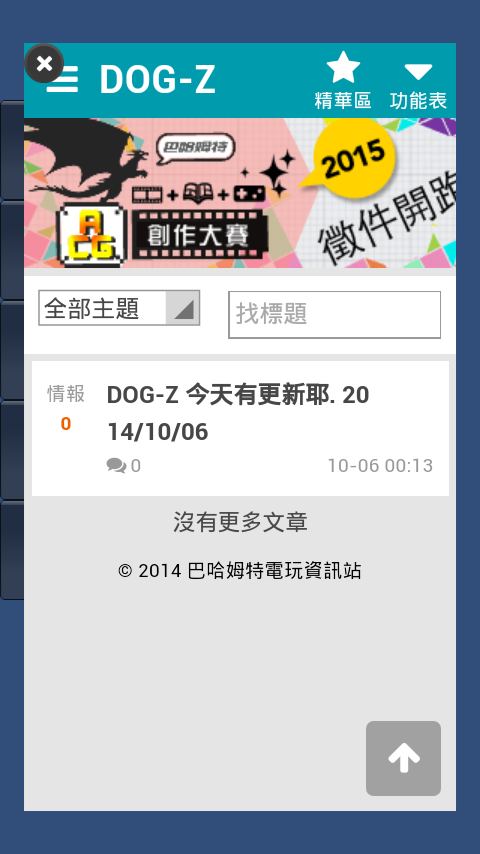 DOG-Z
精華區
功能表
巴哈姆特
2015
徵件開跑
ACG
創作大賽
全部主題
找標題
情報
0
DOG-Z 今天有更新耶. 20
14/10/06
0
10-06 00:13
沒有更多文章
© 2014 巴哈姆特電玩資訊站